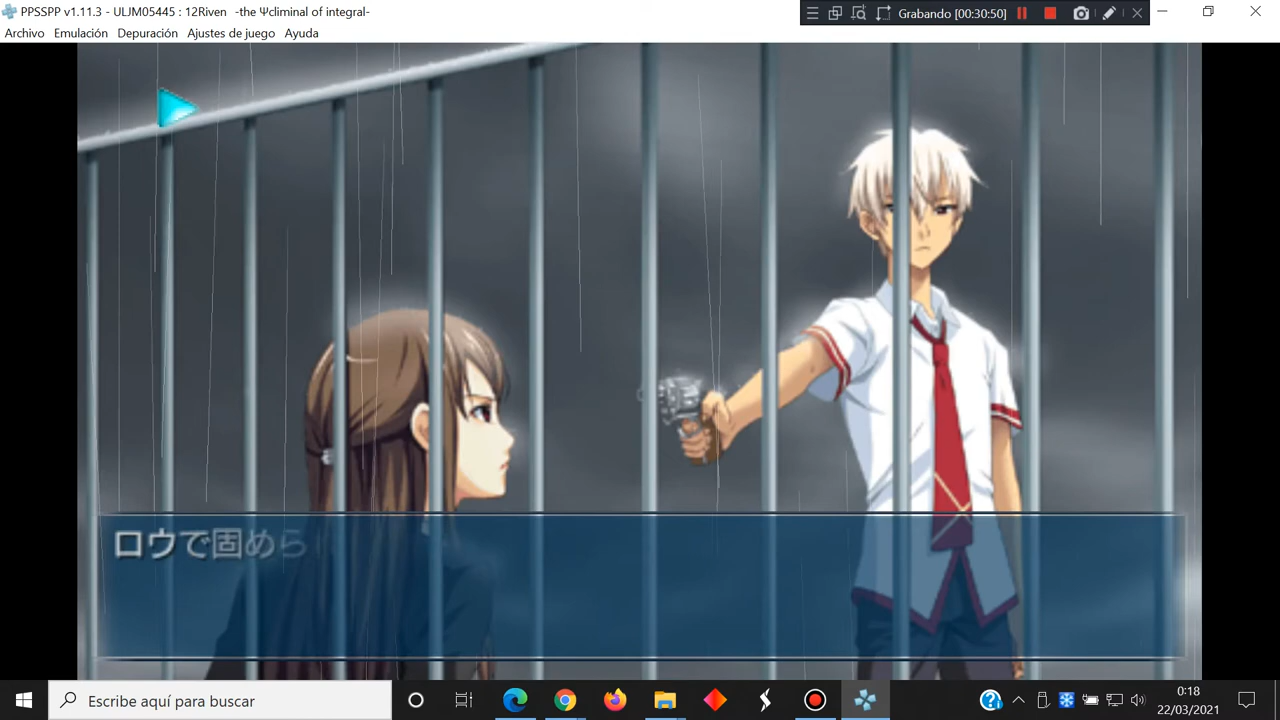 PPSSPP v1.11.3 - ULJM05445 : 12Riven -the Ψcliminal of integral-
Grabando [00:30:50]
Archivo Emulación Depuración Ajustes de juego Ayuda
ロウで固めら
Escribe aquí para buscar
0:18
22/03/2021